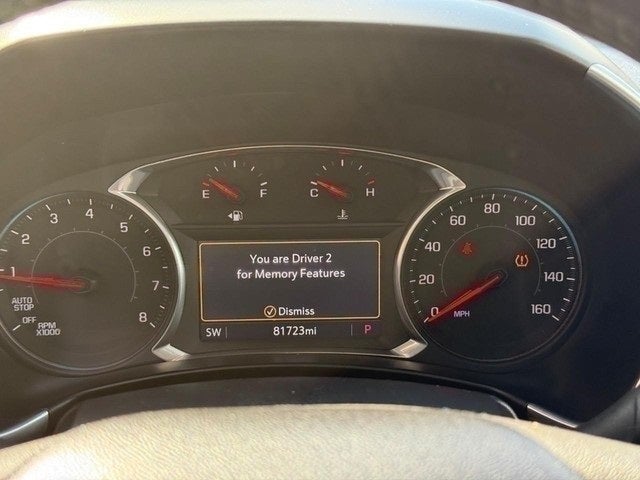 1 2 3 4 5 6 7 8
AUTO
STOP
OFF
RPM
X1000
E F
C H
You are Driver 2
for Memory Features
Dismiss
SW 81723mi P
0 20 40 60 80 100 120 140 160
MPH